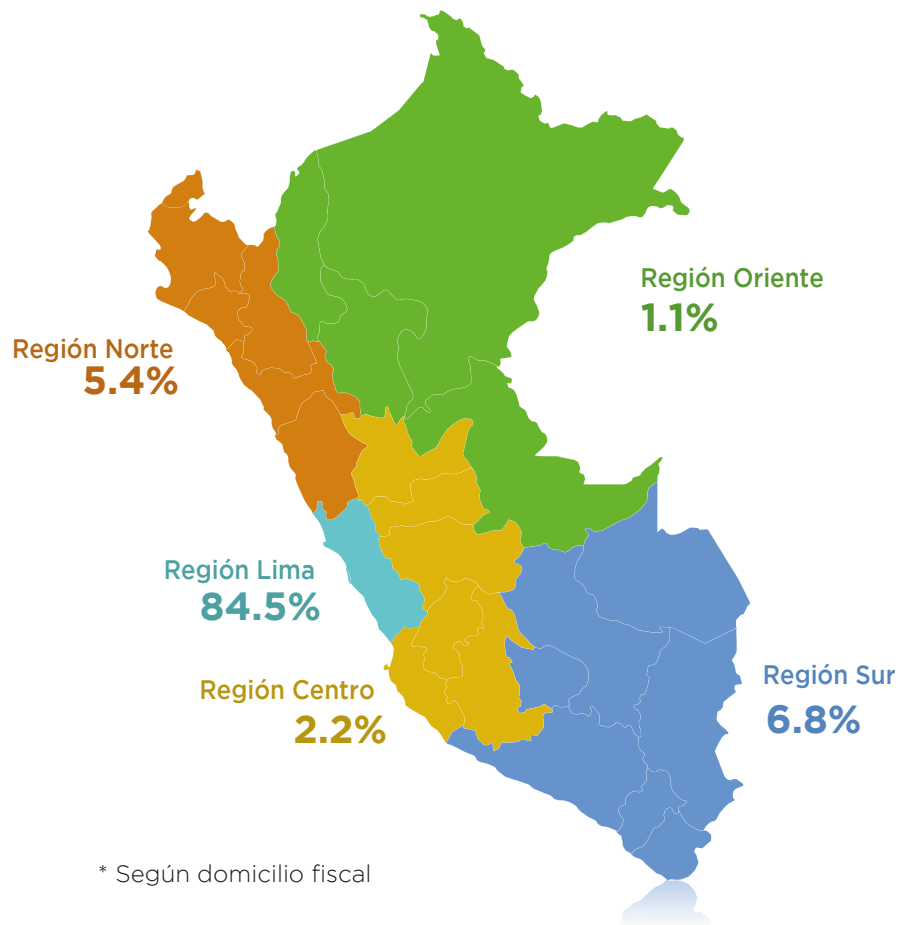 Región Oriente
1.1%
Región Norte
5.4%
Región Lima
84.5%
Región Centro
2.2%
Región Sur
6.8%
* Según domicilio fiscal